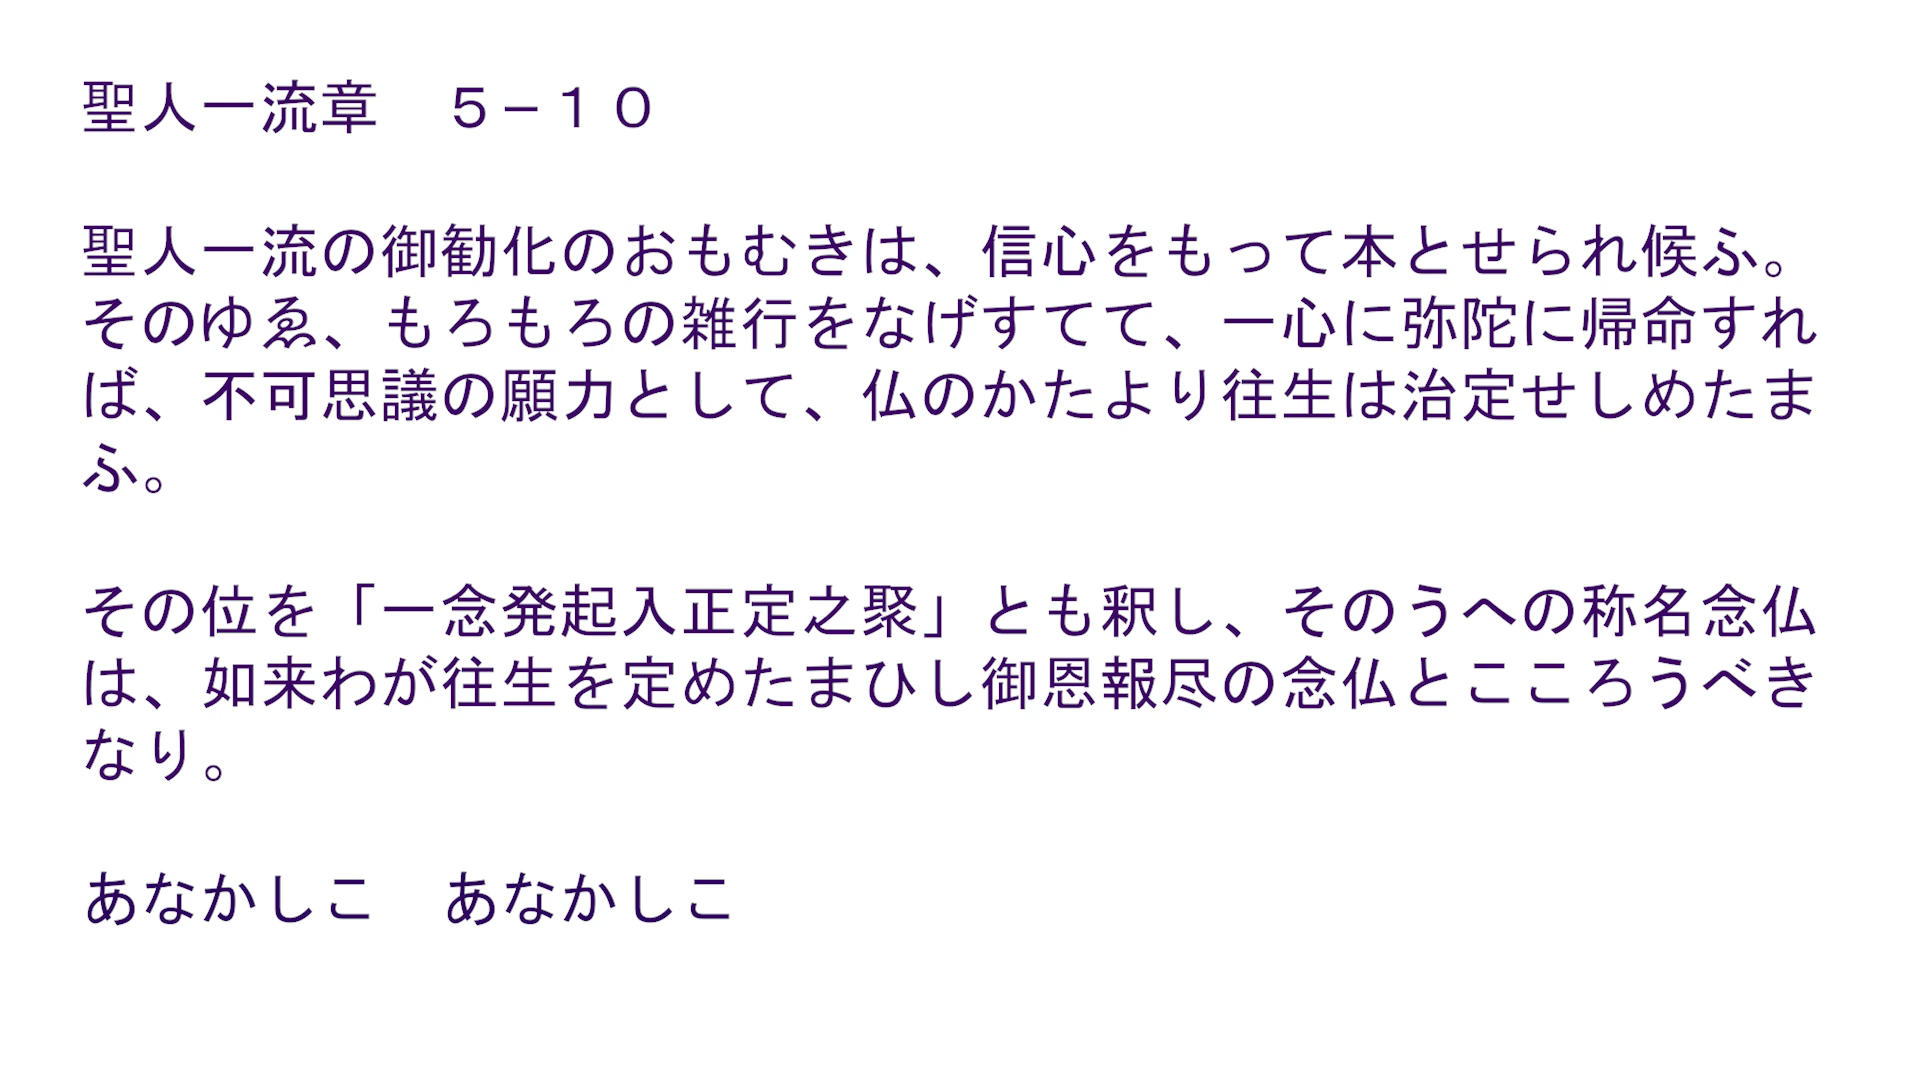 聖人一流章　５−１０
聖人一流の御勧化のおもむきは、信心をもって本とせられ候ふ。
そのゆゑ、もろもろの雑行をなげすてて、一心に弥陀に帰命すれ
ば、不可思議の願力として、仏のかたより往生は治定せしめたま
ふ。
その位を「一念発起入正定之聚」とも釈し、そのうへの称名念仏
は、如来わが往生を定めたまひし御恩報尽の念仏とこころうべき
なり。
あなかしこ　あなかしこ